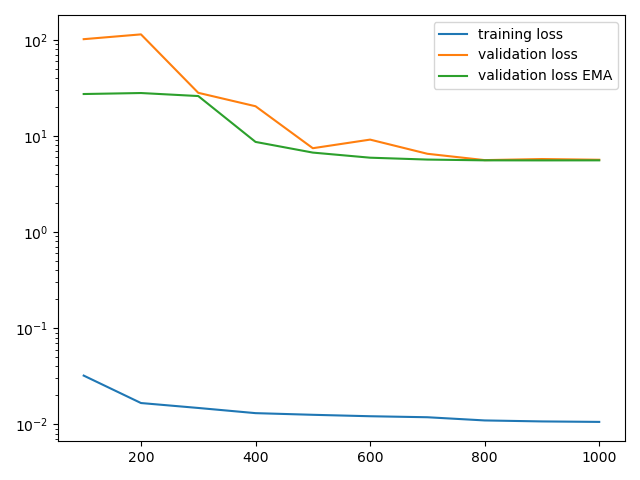 training loss
validation loss
validation loss EMA
10²
10¹
10⁰
10⁻¹
10⁻²
200 400 600 800 1000